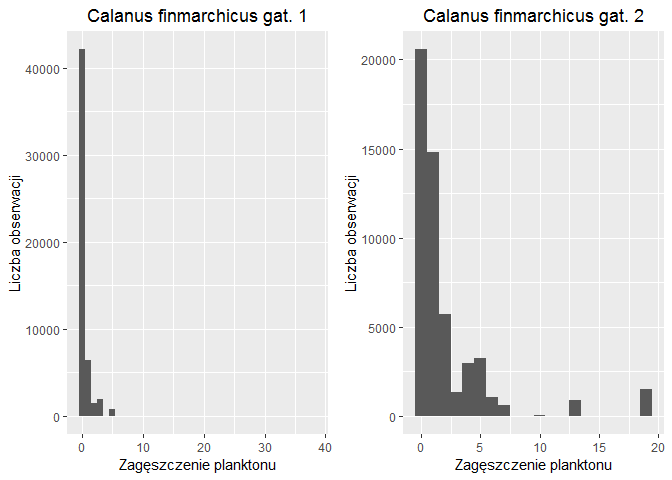 Calanus finmarchicus gat. 1
40000
30000
20000
10000
0
Liczba obserwacji
0 10 20 30 40
Zagęszczenie planktonu
Calanus finmarchicus gat. 2
20000
15000
10000
5000
0
Liczba obserwacji
0 5 10 15 20
Zagęszczenie planktonu